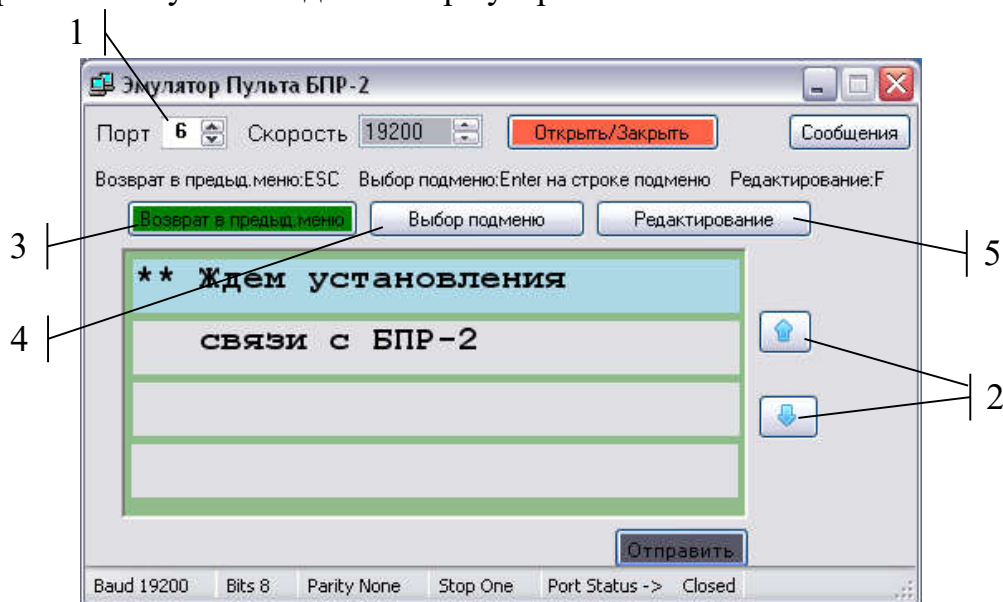 1
Эмулятор Пульта БПР-2
Порт 6 Скорость 19200 Открыть/Закрыть Сообщения
Возврат в предыд.меню:ESC Выбор подменю:Enter на строке подменю Редактирование:F
Возврат в предыд.меню Выбор подменю Редактирование
3
5
** Ждем установления
4
связи с БПР-2
2
Отправить
Baud 19200 Bits 8 Parity None Stop One Port Status -> Closed